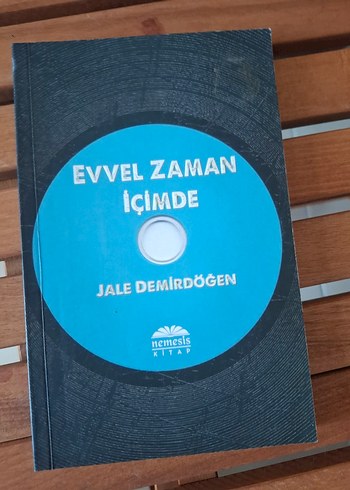 EVVEL ZAMAN
İÇİMDE
JALE DEMİRDÖĞEN
nemesis
KİTAP